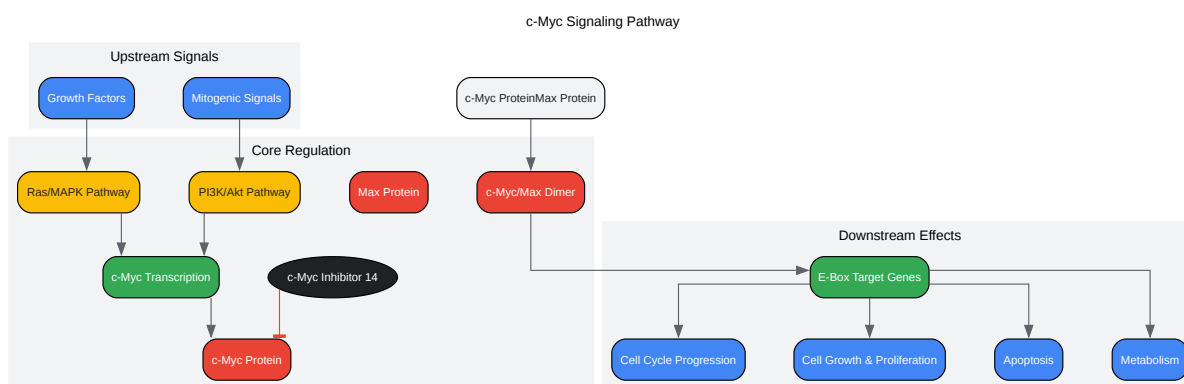 c-Myc Signaling Pathway
Upstream Signals
Growth Factors
Mitogenic Signals
c-Myc ProteinMax Protein
Core Regulation
Ras/MAPK Pathway
PI3K/Akt Pathway
Max Protein
c-Myc/Max Dimer
Downstream Effects
c-Myc Transcription
c-Myc Inhibitor 14
E-Box Target Genes
c-Myc Protein
Cell Cycle Progression
Cell Growth & Proliferation
Apoptosis
Metabolism